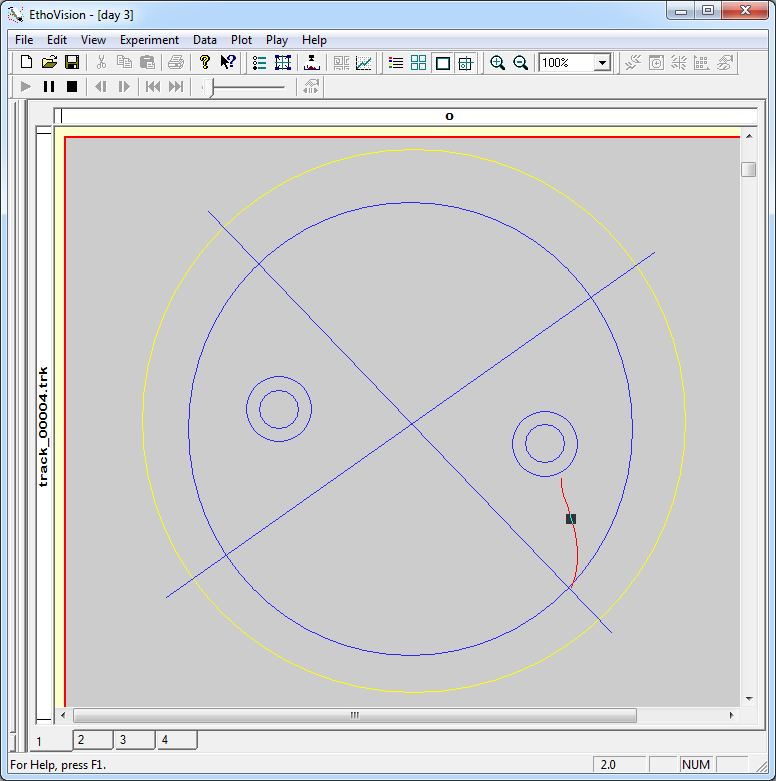 EthoVision - [day 3]
File Edit View Experiment Data Plot Play Help
100%
o
track_00004.trk
1 2 3 4
For Help, press F1. 2.0 NUM